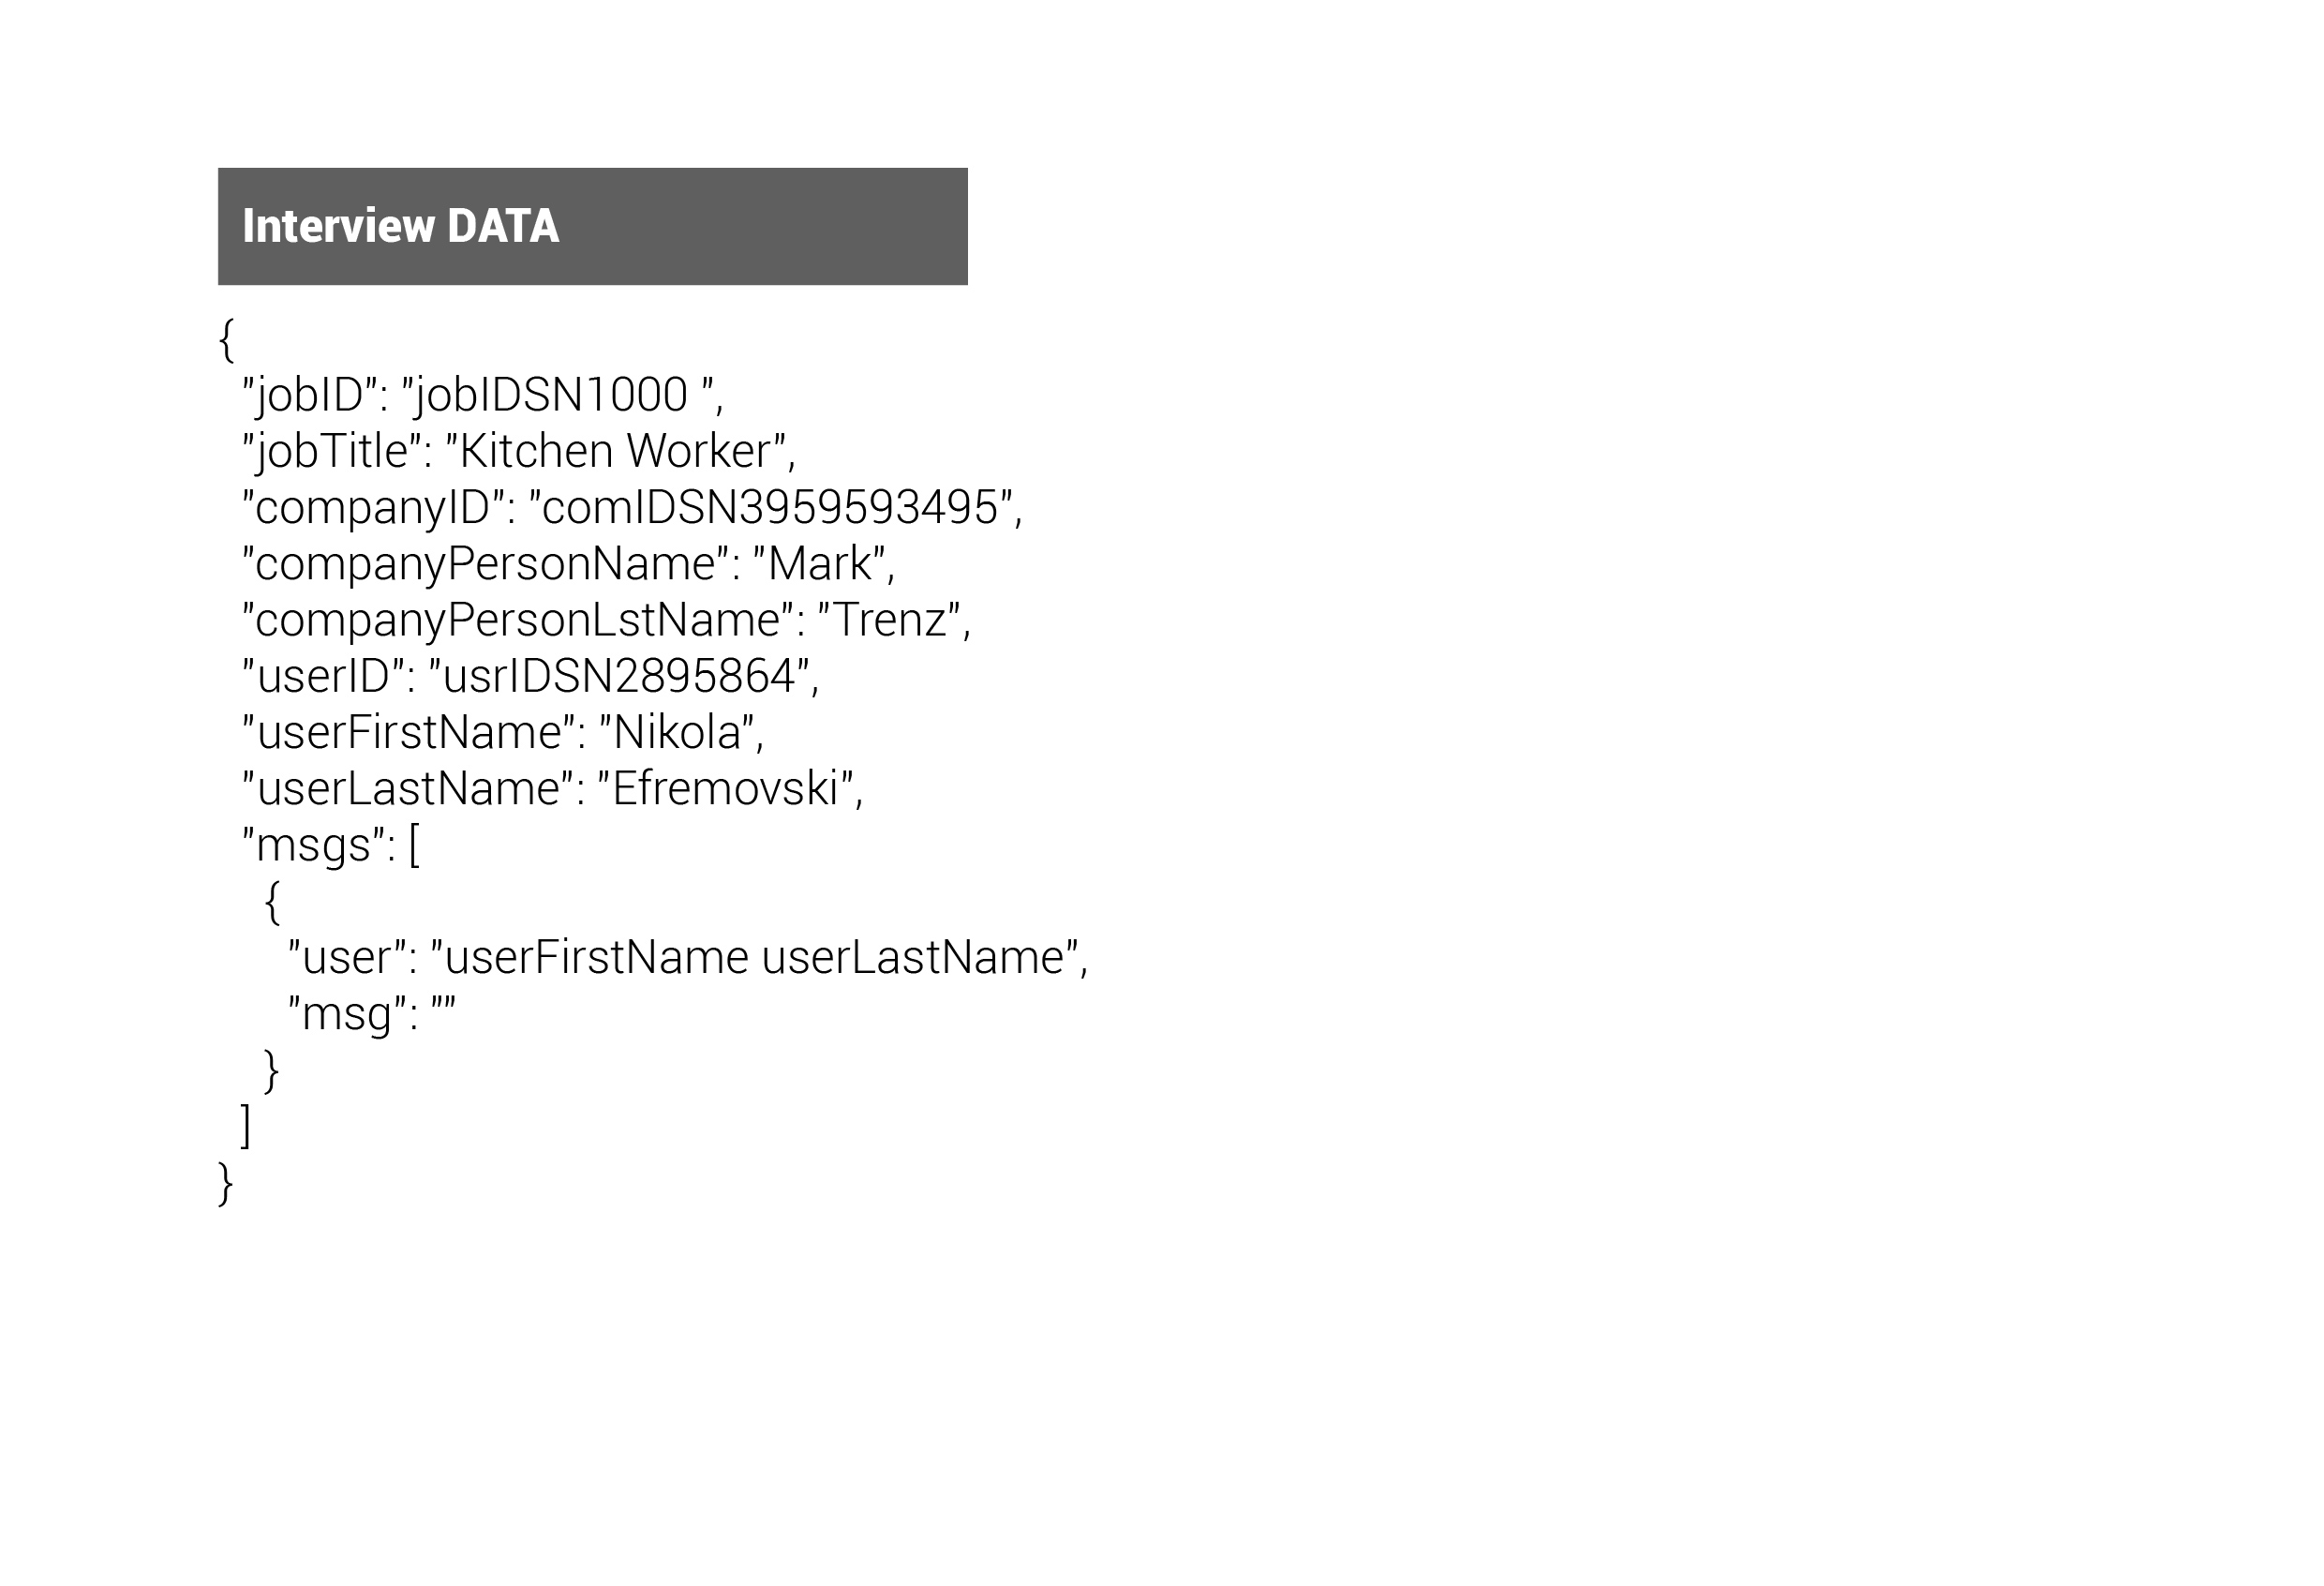 Interview DATA
{
"jobID": "jobIDSN1000 ",
"jobTitle": "Kitchen Worker",
"companyID": "comIDSN3959593495",
"companyPersonName": "Mark",
"companyPersonLstName": "Trenz",
"userID": "usrIDSN2895864",
"userFirstName": "Nikola",
"userLastName": "Efremovski",
"msgs": [
{
"user": "userFirstName userLastName",
"msg": ""
}
]
}